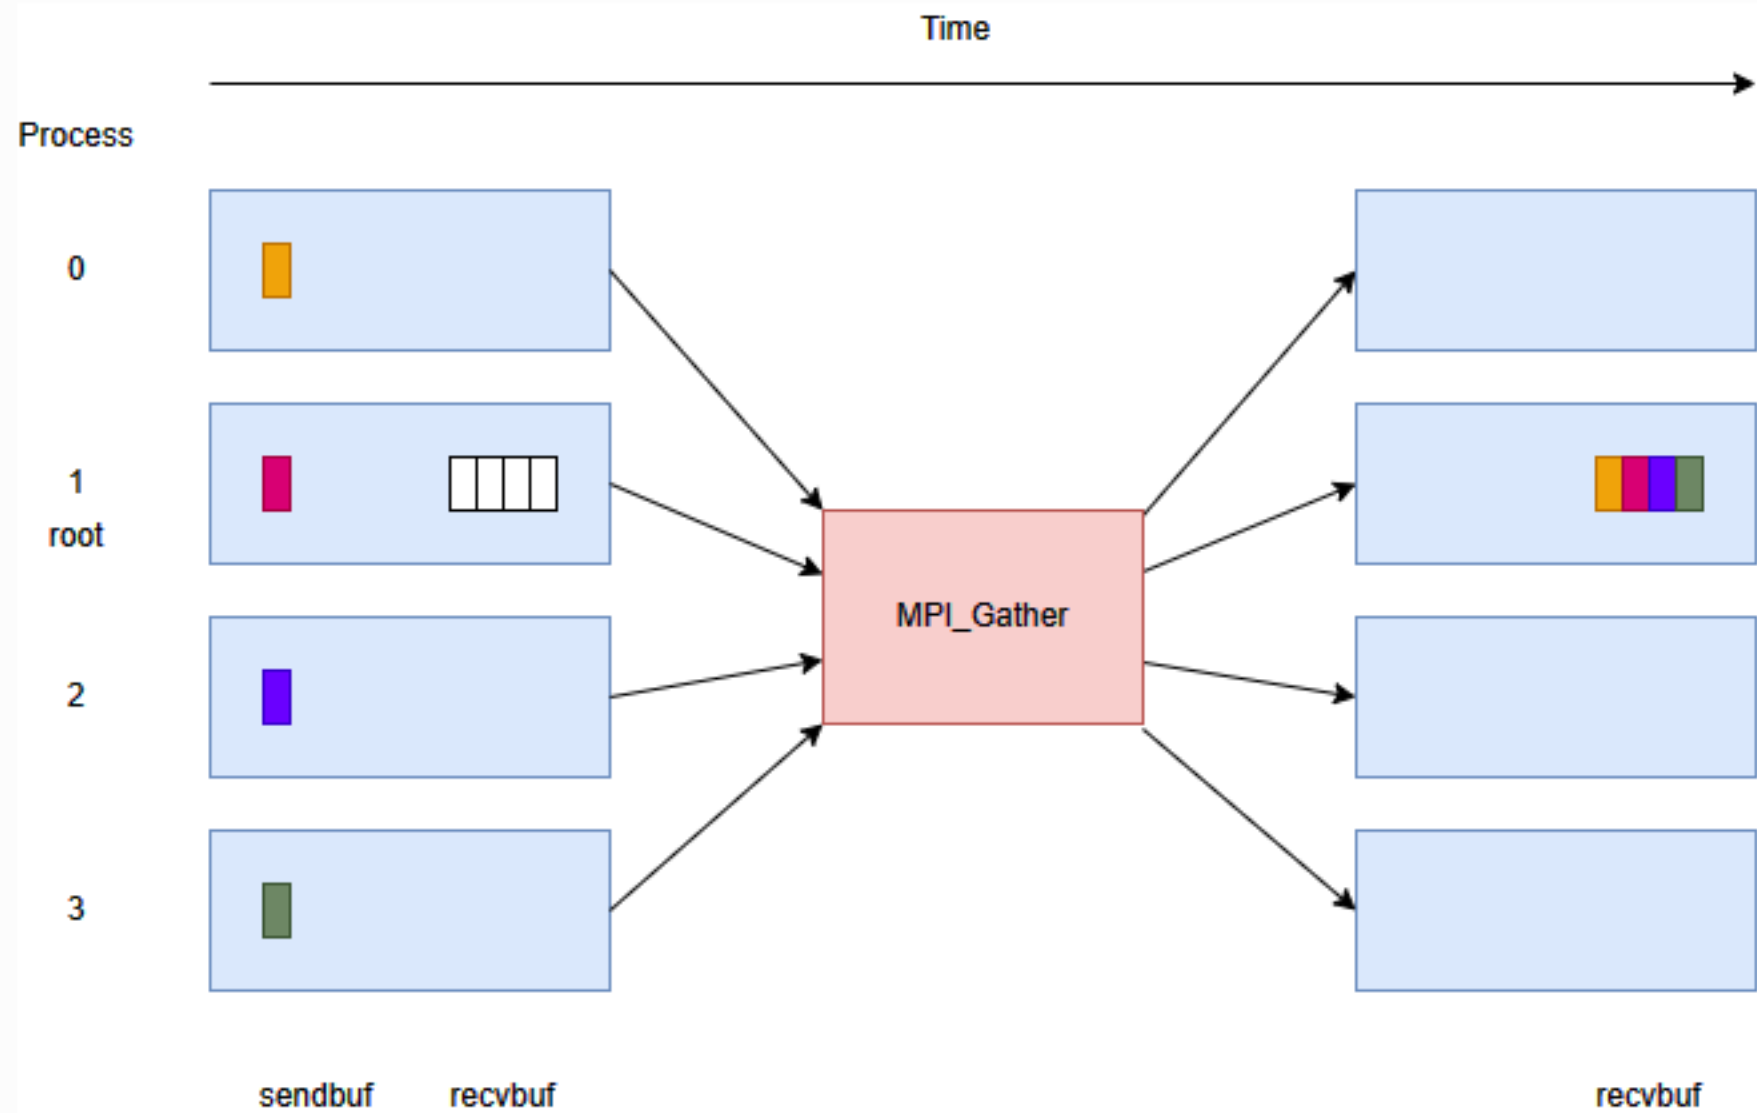 Time
Process
0
1
root
MPI_Gather
2
3
sendbuf
recvbuf
recvbuf